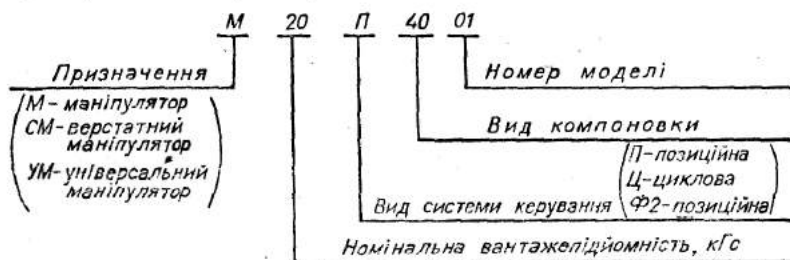 М 20 П 40 01
Призначення
Номер моделі
М-маніпулятор
СМ-верстатний
маніпулятор
УМ-універсальний
маніпулятор
Вид компоновки
П-позиційна
Ц-циклова
Ф2-позиційна
Вид системи керування
Номінальна вантажепідйомність, кГс